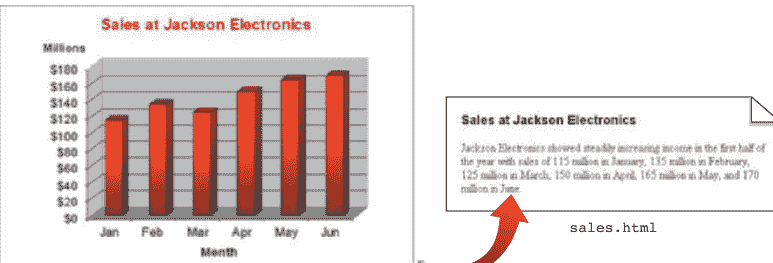 Sales at Jackson Electronics
Millions
$180
$160
$140
$120
$100
$80
$60
$40
$20
$0
Jan Feb Mar Apr May Jun
Month
Sales at Jackson Electronics
Jackson Electronics showed steadily increasing income in the first half of
the year with sales of 115 million in January, 135 million in February,
125 million in March, 150 million in April, 165 million in May, and 170
million in June.
sales.html